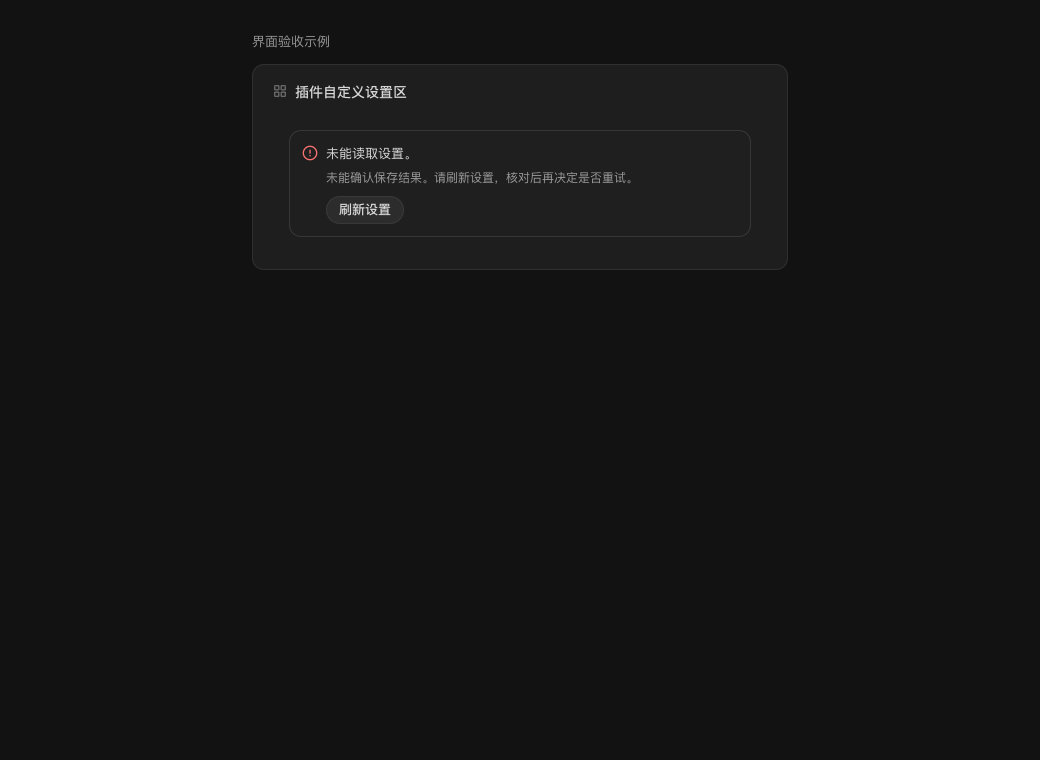 界面验收示例
插件自定义设置区
未能读取设置。
未能确认保存结果。请刷新设置，核对后再决定是否重试。
刷新设置